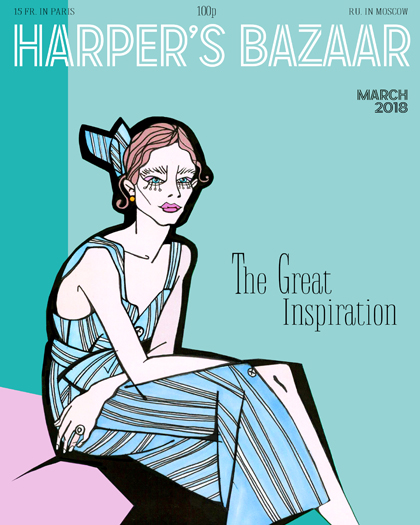 15 FR. IN PARIS 100p RU. IN MOSCOW
HARPER'S BAZAAR
MARCH
2018
The Great
Inspiration